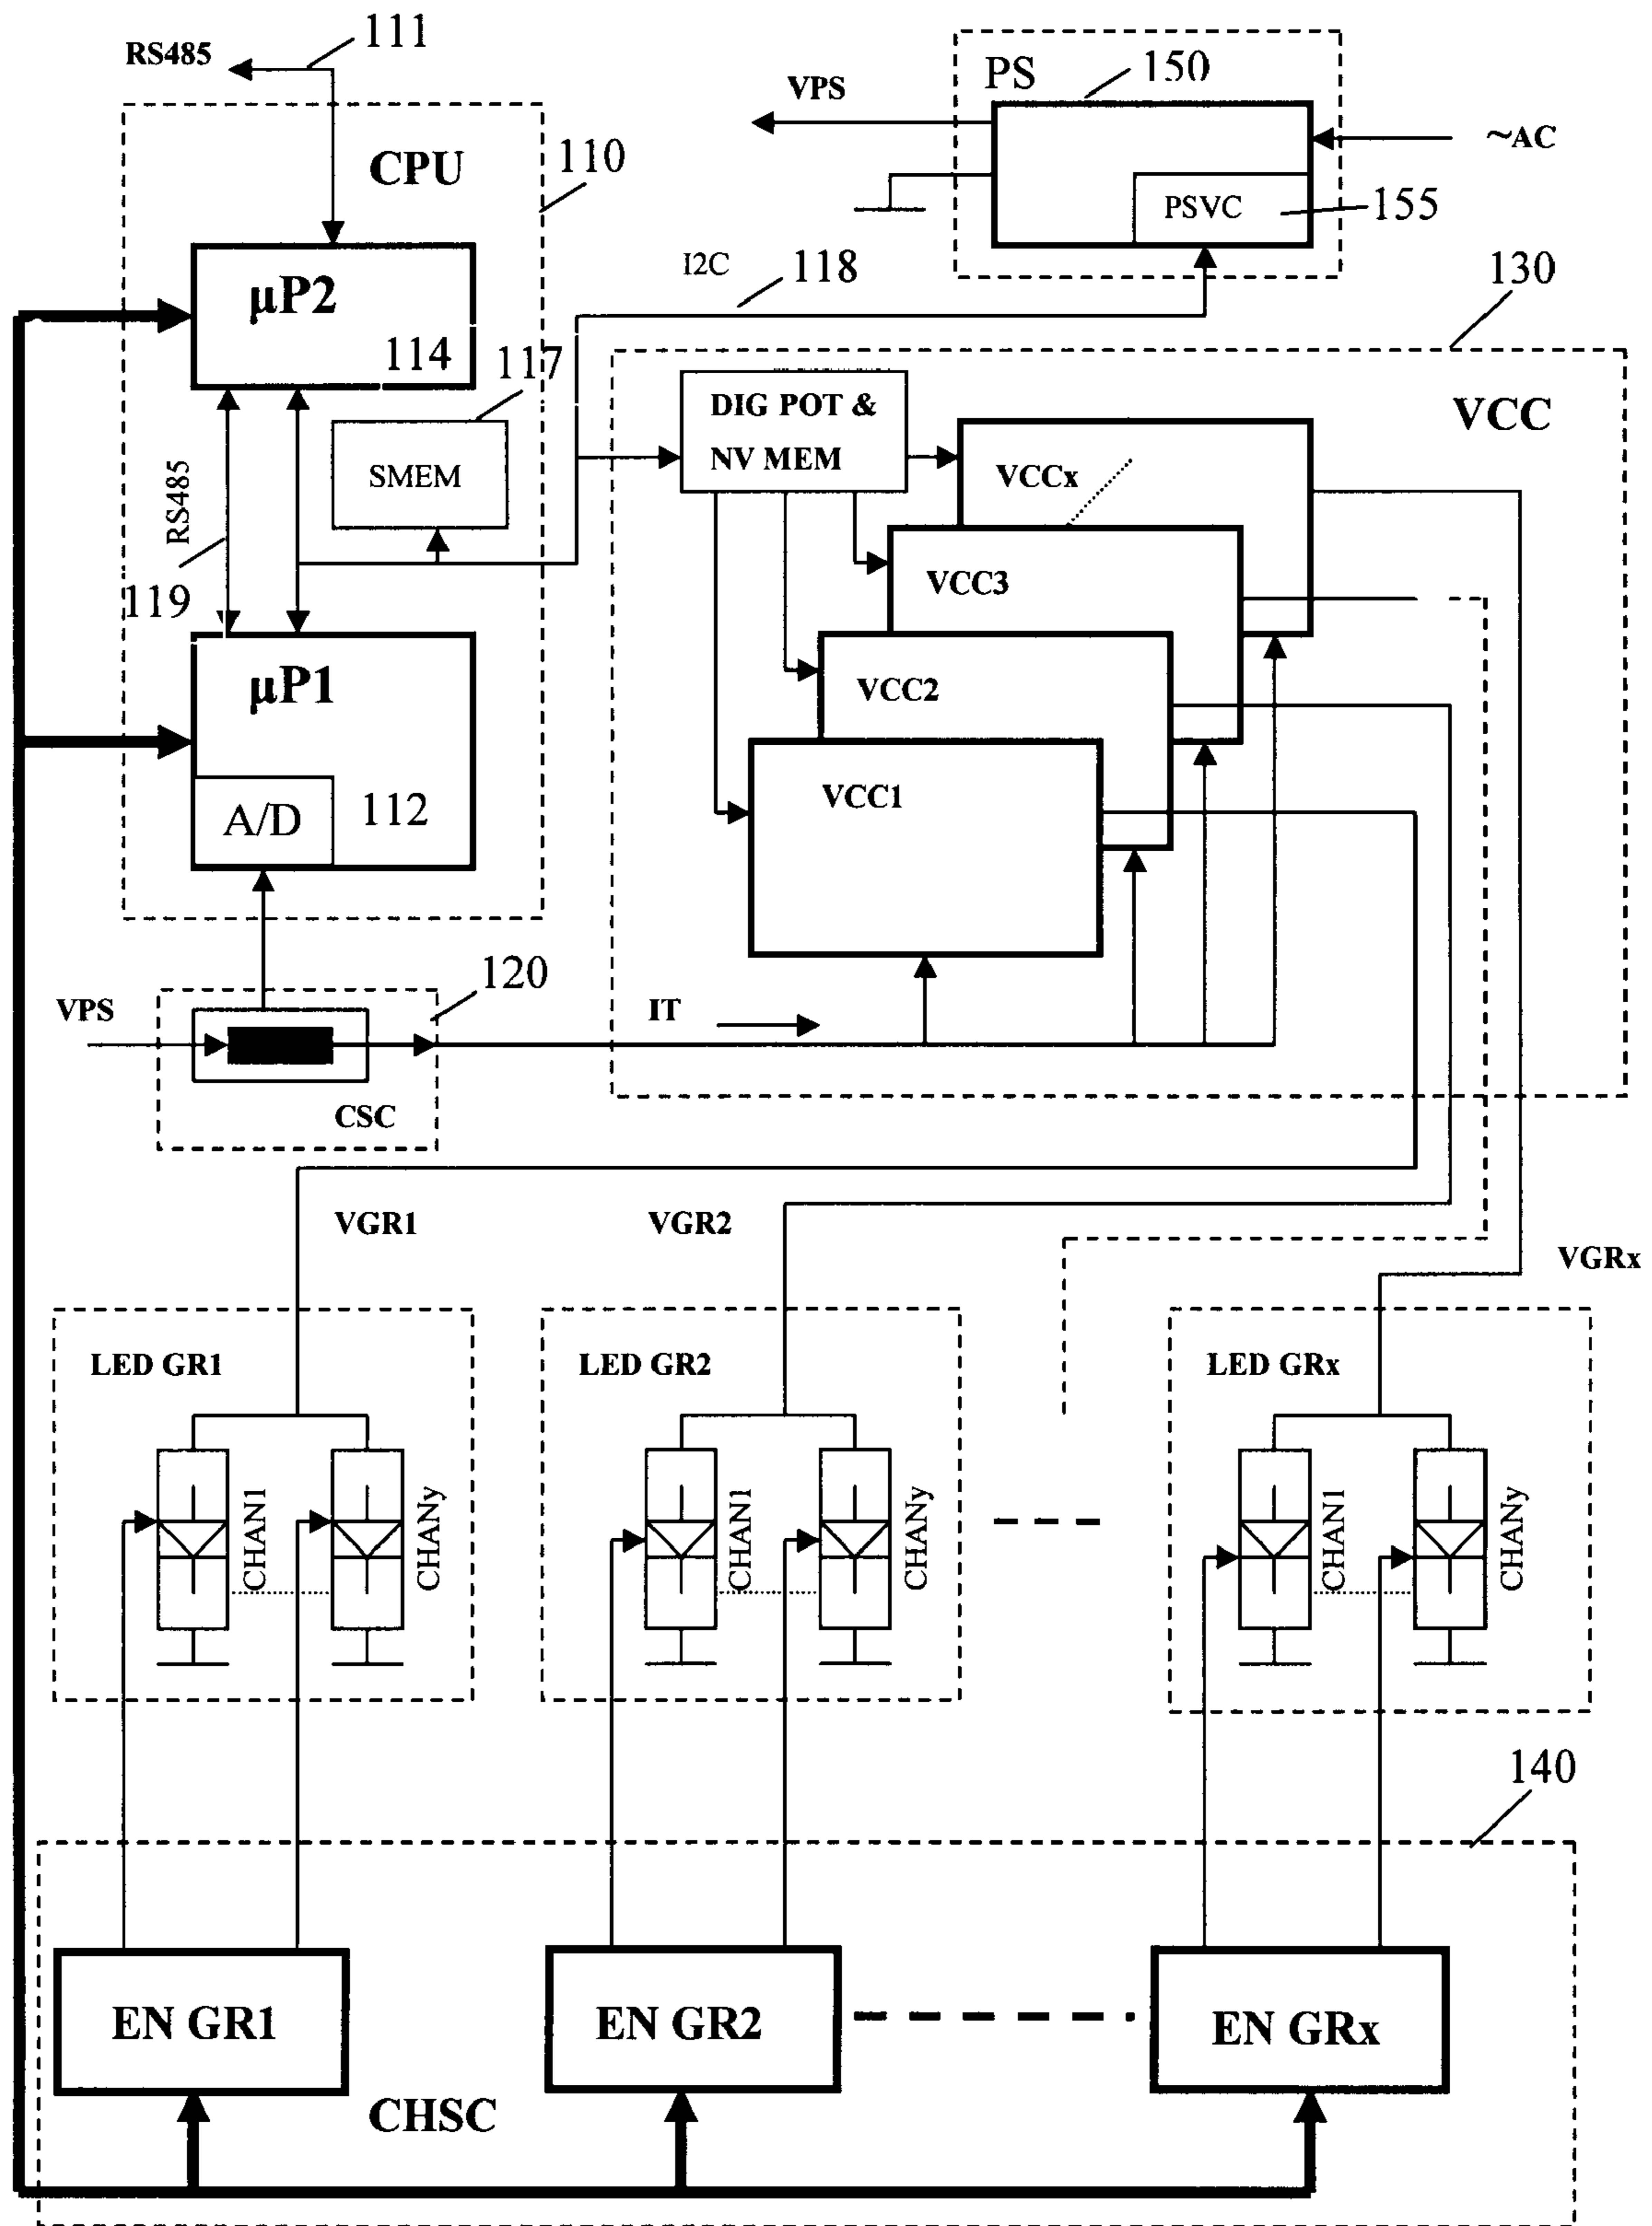 RS485
111
PS
150
VPS
~AC
CPU
110
PSVC
155
µP2
114
I2C
118
130
117
DIG POT &
NV MEM
VCC
SMEM
VCCx
RS485
119
VCC3
µP1
VCC2
A/D
112
VCC1
120
VPS
IT
CSC
VGR1
VGR2
VGRx
LED GR1
LED GR2
LED GRx
CHAN1
CHANy
CHAN1
CHANy
CHAN1
CHANy
140
EN GR1
EN GR2
EN GRx
CHSC